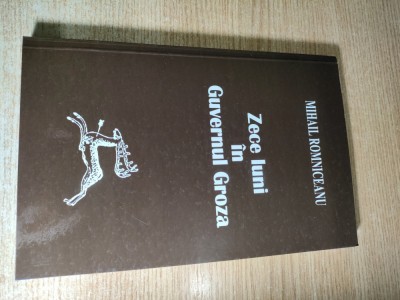 MIHAIL ROMNICEANU
Zece luni
în
Guvernul Groza